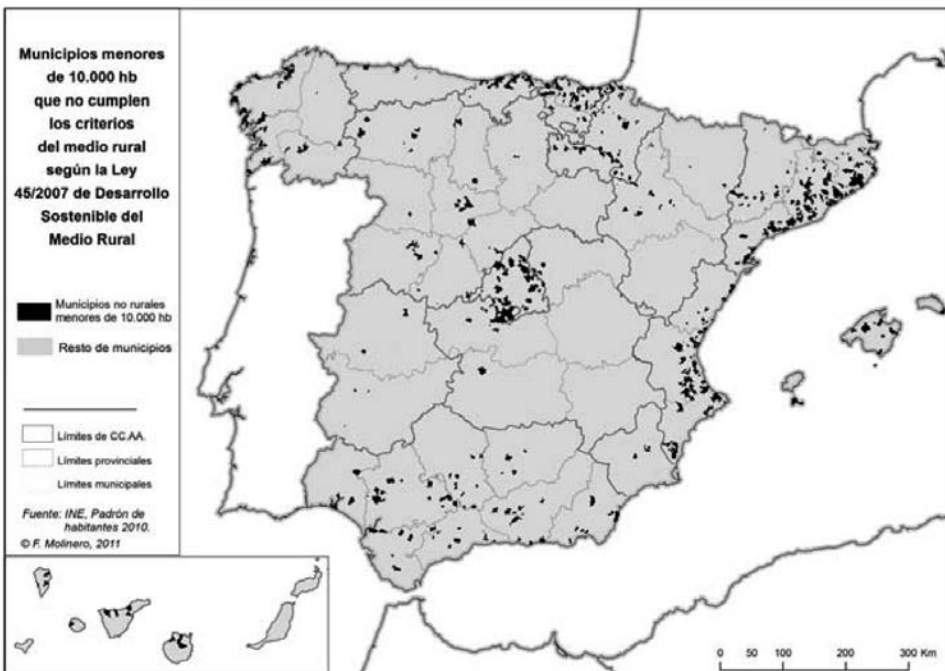 Municipios menores
de 10.000 hb
que no cumplen
los criterios
del medio rural
según la Ley
45/2007 de Desarrollo
Sostenible del
Medio Rural
Municipios no rurales
menores de 10.000 hb
Resto de municipios
Límites de CC.AA.
Límites provinciales
Límites municipales
Fuente: INE, Padrón de
habitantes 2010.
© F. Molinero, 2011
0 50 100 200 300 Km